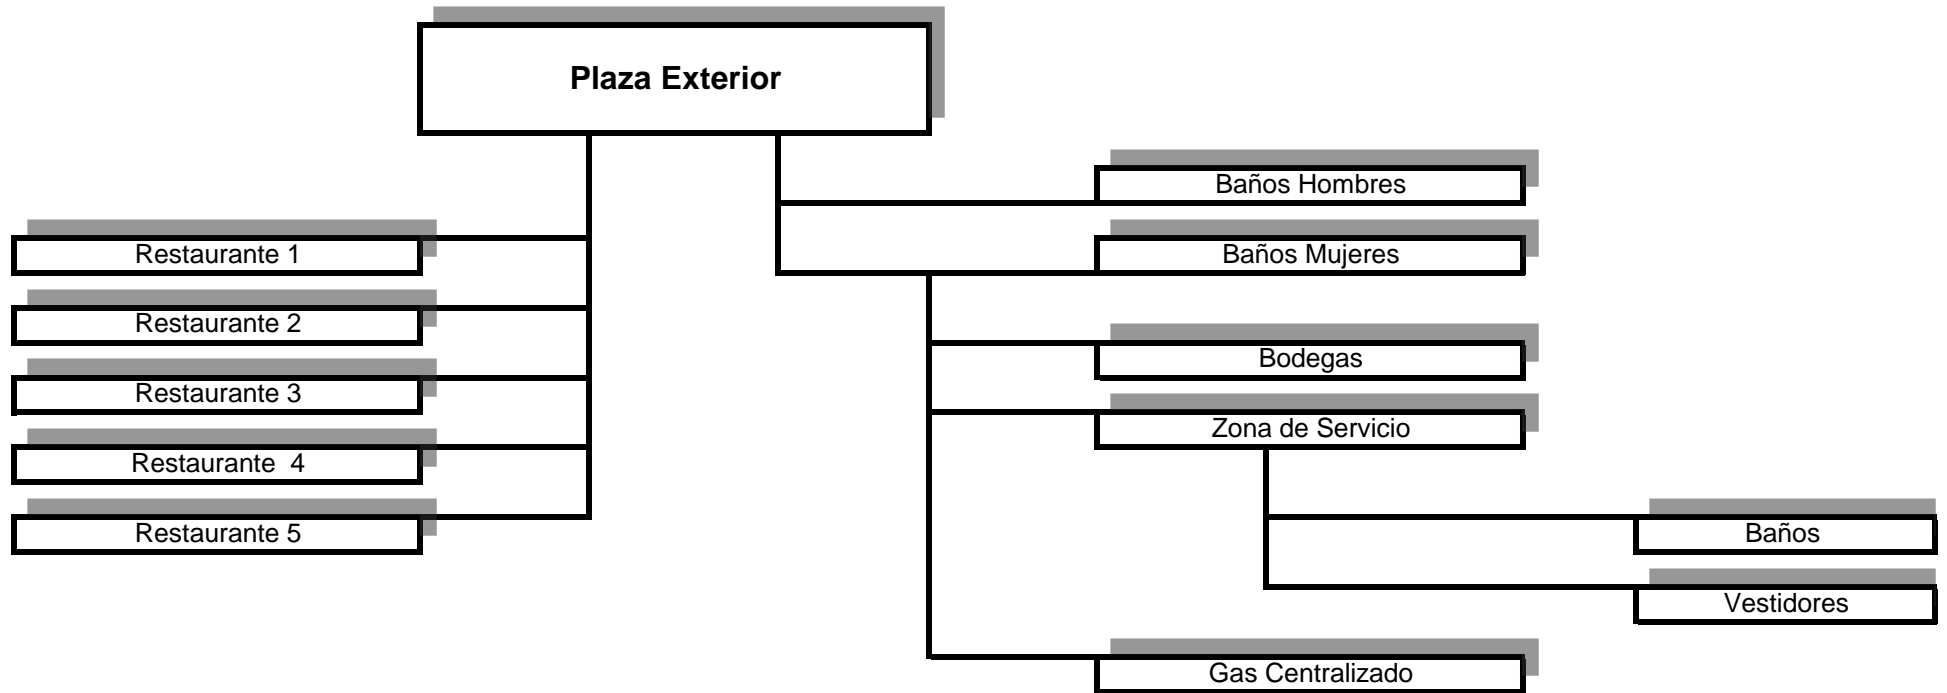 Plaza Exterior
Baños Hombres
Restaurante 1
Baños Mujeres
Restaurante 2
Bodegas
Restaurante 3
Zona de Servicio
Restaurante  4
Restaurante 5
Baños
Vestidores
Gas Centralizado